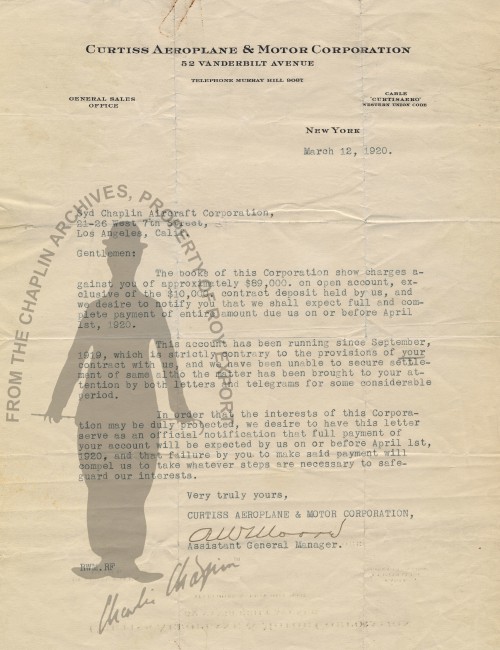 CURTISS AEROPLANE & MOTOR CORPORATION
52 VANDERBILT AVENUE
TELEPHONE MURRAY HILL 9067
GENERAL SALES
OFFICE
CABLE
"CURTISAERO"
WESTERN UNION CODE
NEW YORK
March 12, 1920.
Syd Chaplin Aircraft Corporation,
21-26 West 7th Street,
Los Angeles, Calif.
Gentlemen:
The books of this Corporation show charges a-
gainst you of approximately $89,000. on open account, ex-
clusive of the $10,000. contract deposit held by us, and
we desire to notify you that we shall expect full and com-
plete payment of entire amount due us on or before April
1st, 1920.
This account has been running since September,
1919, which is strictly contrary to the provisions of your
contract with us, and we have been unable to secure settle-
ment of same altho the latter has been brought to your at-
tention by both letters and telegrams for some considerable
period.
In order that the interests of this Corpora-
tion may be duly protected, we desire to have this letter
serve as an official notification that full payment of
your account will be expected by us on or before April 1st,
1920, and that failure by you to make said payment will
compel us to take whatever steps are necessary to safe-
guard our interests.
Very truly yours,
CURTISS AEROPLANE & MOTOR CORPORATION,
Assistant General Manager.
FROM THE CHAPLIN ARCHIVES, PROPERTY OF ROY EXPORT
Charlie Chaplin